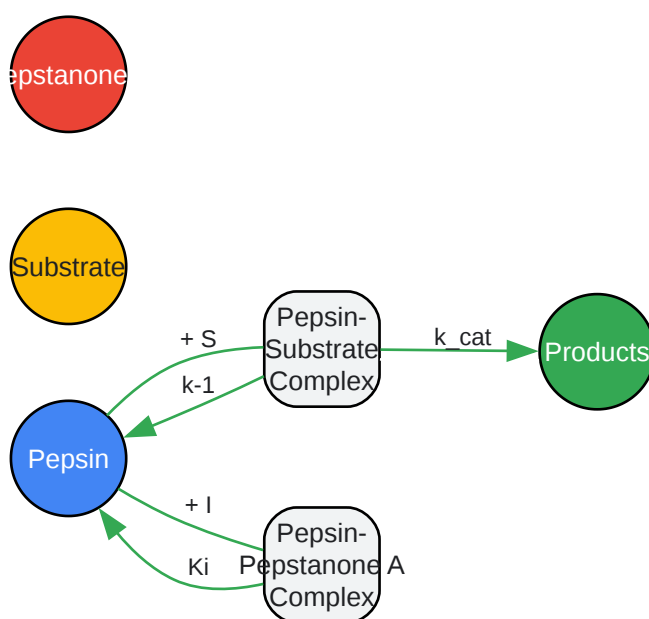 epstanone
Substrate
+ S
k-1
Pepsin-
Substrate
Complex
k_cat
Products
Pepsin
+ I
Ki
Pepsin-
Pepstanone A
Complex